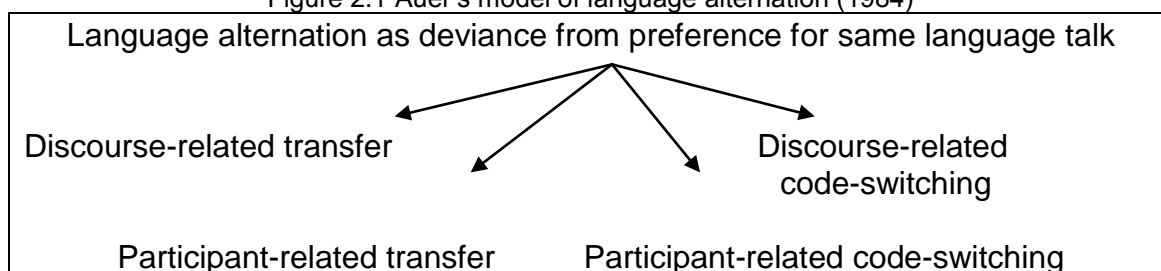 Figure 2.1 Auer's model of language alternation (1984)
Language alternation as deviance from preference for same language talk
Discourse-related transfer
Discourse-related
code-switching
Participant-related transfer
Participant-related code-switching